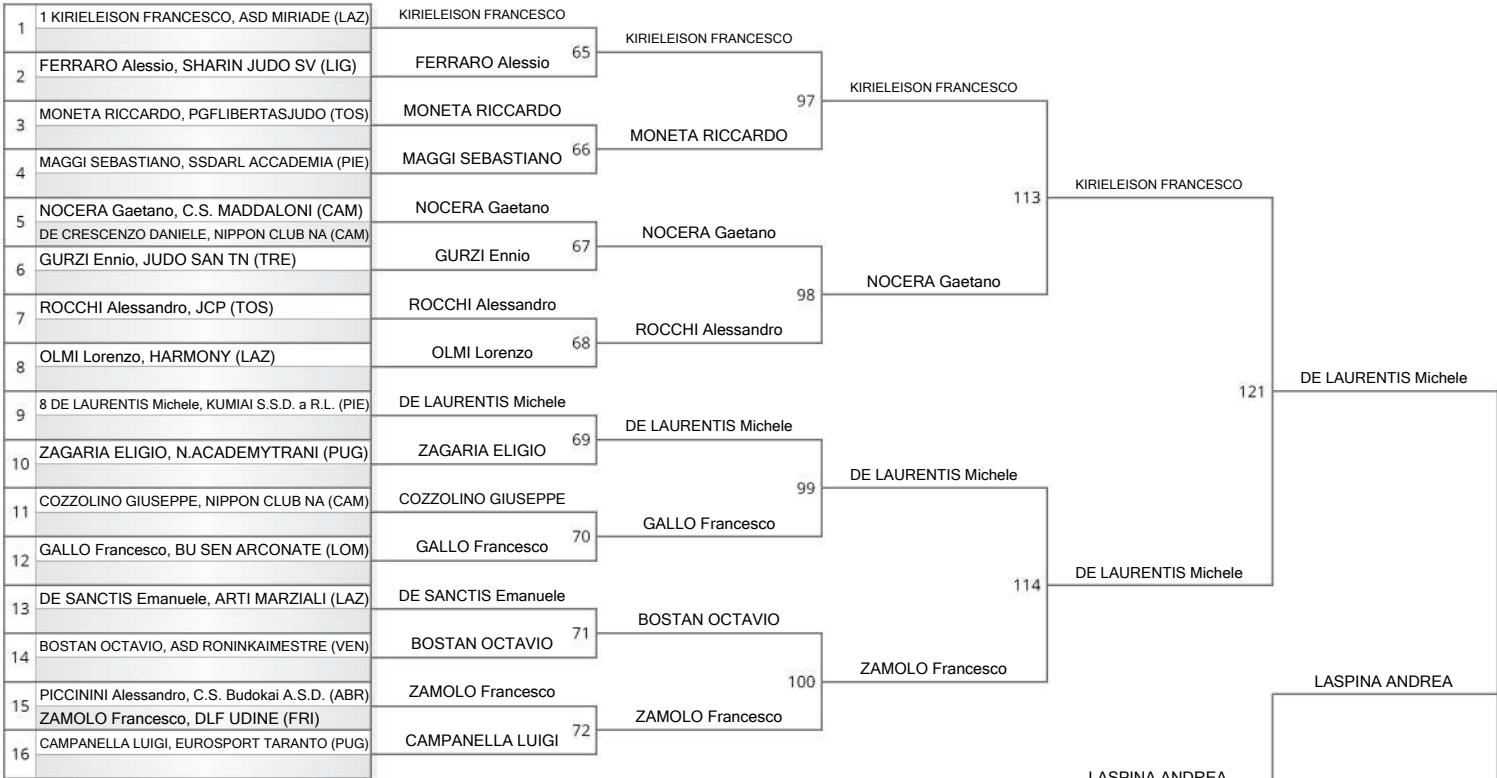 1
1 KIRIELEISON FRANCESCO, ASD MIRIADE (LAZ)
2
FERRARO Alessio, SHARIN JUDO SV (LIG)
3
MONETA RICCARDO, PGFLIBERTASJUDO (TOS)
4
MAGGI SEBASTIANO, SSDARL ACCADEMIA (PIE)
5
NOCERA Gaetano, C.S. MADDALONI (CAM)
DE CRESCENZO DANIELE, NIPPON CLUB NA (CAM)
6
GURZI Ennio, JUDO SAN TN (TRE)
7
ROCCHI Alessandro, JCP (TOS)
8
OLMI Lorenzo, HARMONY (LAZ)
9
8 DE LAURENTIS Michele, KUMIAI S.S.D. a R.L. (PIE)
10
ZAGARIA ELIGIO, N.ACADEMYTRANI (PUG)
11
COZZOLINO GIUSEPPE, NIPPON CLUB NA (CAM)
12
GALLO Francesco, BU SEN ARCONATE (LOM)
13
DE SANCTIS Emanuele, ARTI MARZIALI (LAZ)
14
BOSTAN OCTAVIO, ASD RONINKAIMESTRE (VEN)
15
PICCININI Alessandro, C.S. Budokai A.S.D. (ABR)
ZAMOLO Francesco, DLF UDINE (FRI)
16
CAMPANELLA LUIGI, EUROSPORT TARANTO (PUG)
KIRIELEISON FRANCESCO
65
FERRARO Alessio
MONETA RICCARDO
66
MAGGI SEBASTIANO
NOCERA Gaetano
67
GURZI Ennio
ROCCHI Alessandro
68
OLMI Lorenzo
DE LAURENTIS Michele
69
ZAGARIA ELIGIO
COZZOLINO GIUSEPPE
70
GALLO Francesco
DE SANCTIS Emanuele
71
BOSTAN OCTAVIO
ZAMOLO Francesco
72
CAMPANELLA LUIGI
KIRIELEISON FRANCESCO
97
MONETA RICCARDO
NOCERA Gaetano
98
ROCCHI Alessandro
DE LAURENTIS Michele
99
GALLO Francesco
BOSTAN OCTAVIO
100
ZAMOLO Francesco
KIRIELEISON FRANCESCO
113
NOCERA Gaetano
DE LAURENTIS Michele
114
ZAMOLO Francesco
KIRIELEISON FRANCESCO
121
DE LAURENTIS Michele
LASPINA ANDREA
DE LAURENTIS Michele
LASPINA ANDREA